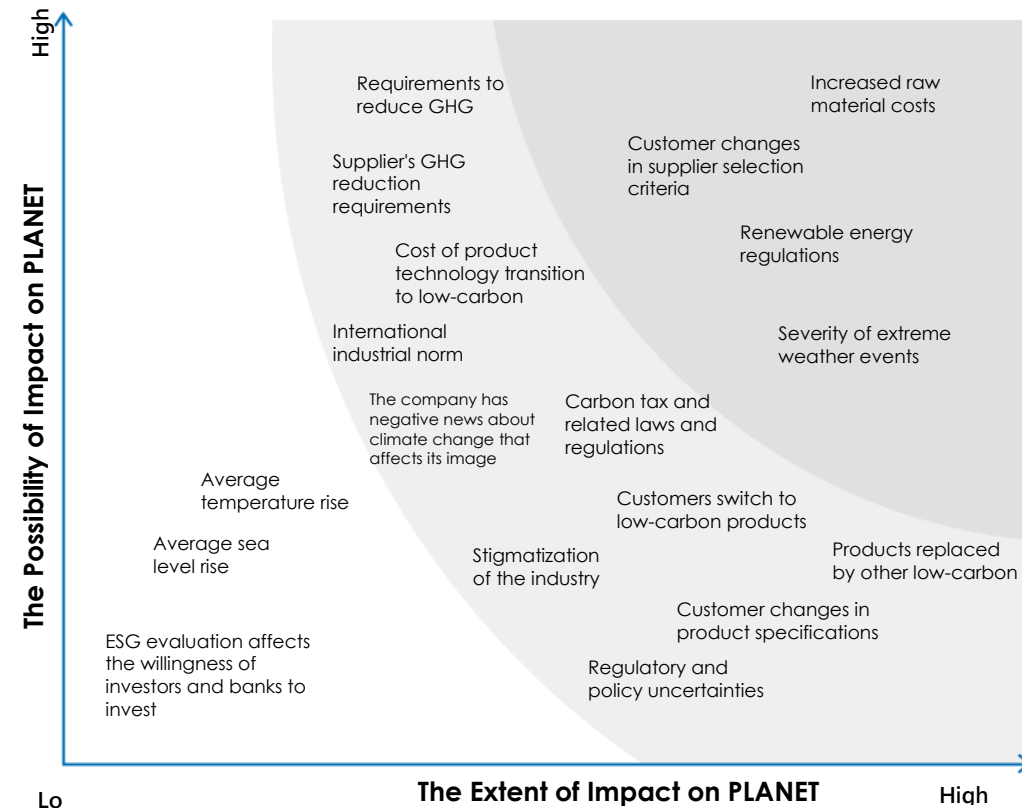 High
The Possibility of Impact on PLANET
Requirements to
reduce GHG
Increased raw
material costs
Customer changes
in supplier selection
criteria
Supplier's GHG
reduction
requirements
Renewable energy
regulations
Cost of product
technology transition
to low-carbon
International
industrial norm
Severity of extreme
weather events
The company has
negative news about
climate change that
affects its image
Carbon tax and
related laws and
regulations
Average
temperature rise
Customers switch to
low-carbon products
Average sea
level rise
Stigmatization
of the industry
Products replaced
by other low-carbon
Customer changes in
product specifications
ESG evaluation affects
the willingness of
investors and banks to
invest
Regulatory and
policy uncertainties
Lo
The Extent of Impact on PLANET
High